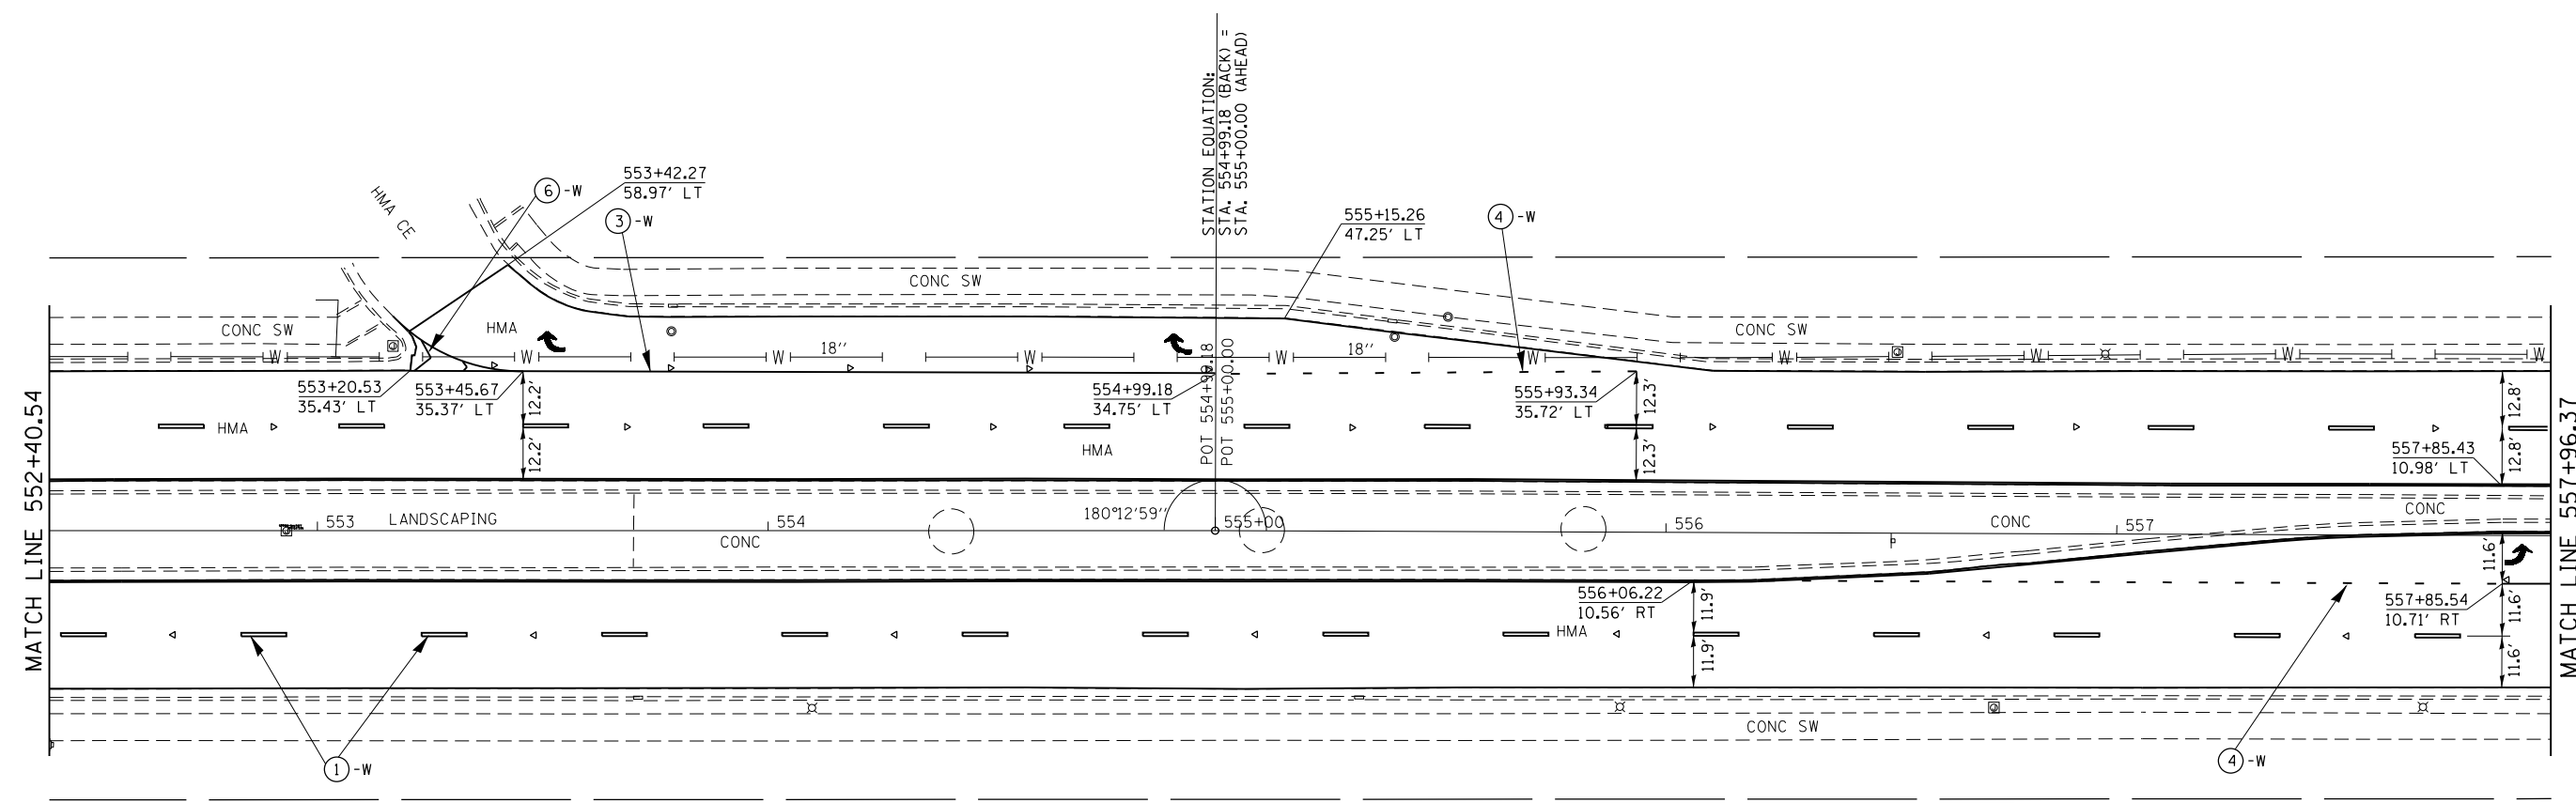 STATION EQUATION:
STA. 554+99.18 (BACK) =
STA. 555+00.00 (AHEAD)
HMA CE
6 -W
553+42.27
58.97' LT
3 -W
555+15.26
47.25' LT
4 -W
CONC SW
CONC SW
HMA
CONC SW
W
W
W
18''
W
W
18''
W
W
W
W
W
553+20.53
35.43' LT
553+45.67
35.37' LT
12.2'
12.2'
554+99.18
34.75' LT
POT 554+99.18
POT 555+00.00
555+93.34
35.72' LT
12.3'
12.3'
12.8'
12.8'
HMA
HMA
557+85.43
10.98' LT
MATCH LINE 552+40.54
MATCH LINE 557+96.37
553
LANDSCAPING
554
CONC
180°12'59''
555+00
556
CONC
557
CONC
11.6'
556+06.22
10.56' RT
11.9'
11.9'
HMA
557+85.54
10.71' RT
11.6'
11.6'
CONC SW
1 -W
4 -W